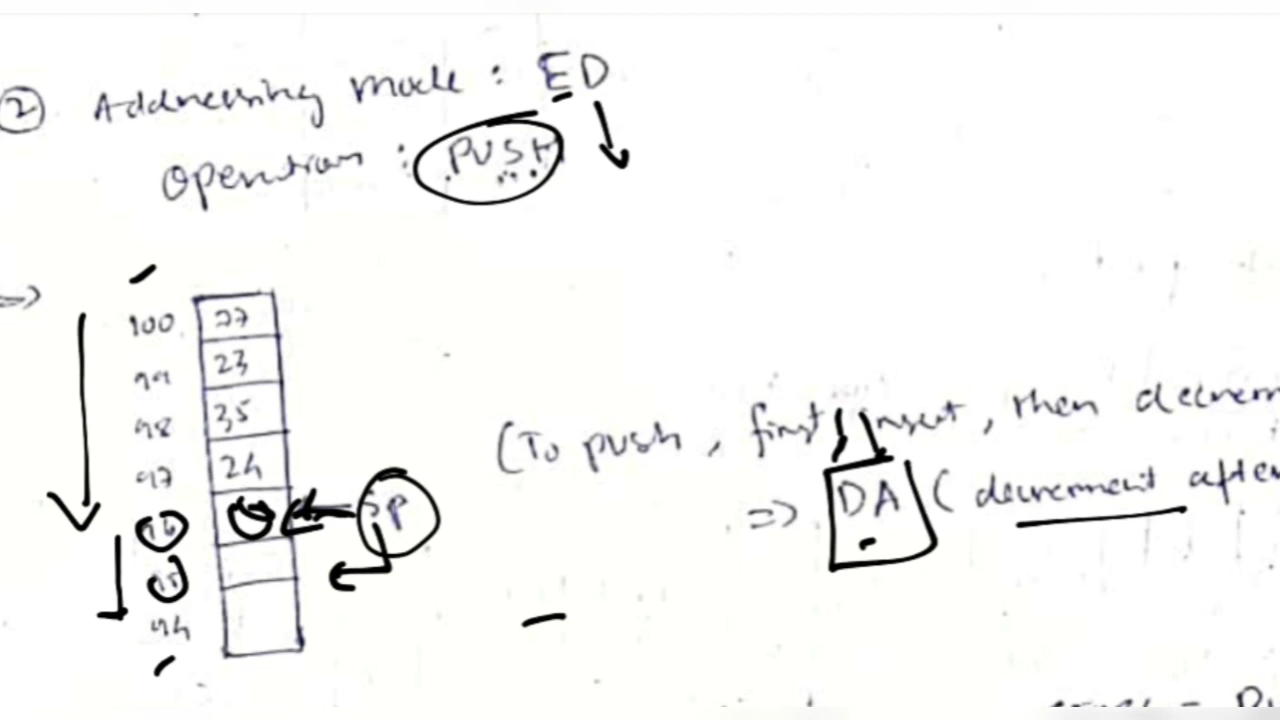 ② Addressing mode : ED
Operation : PUSH
=>
100 77
99 23
98 35
97 24
96 SP
95
94
(To push, first insert, then decrem
=> DA (decrement after